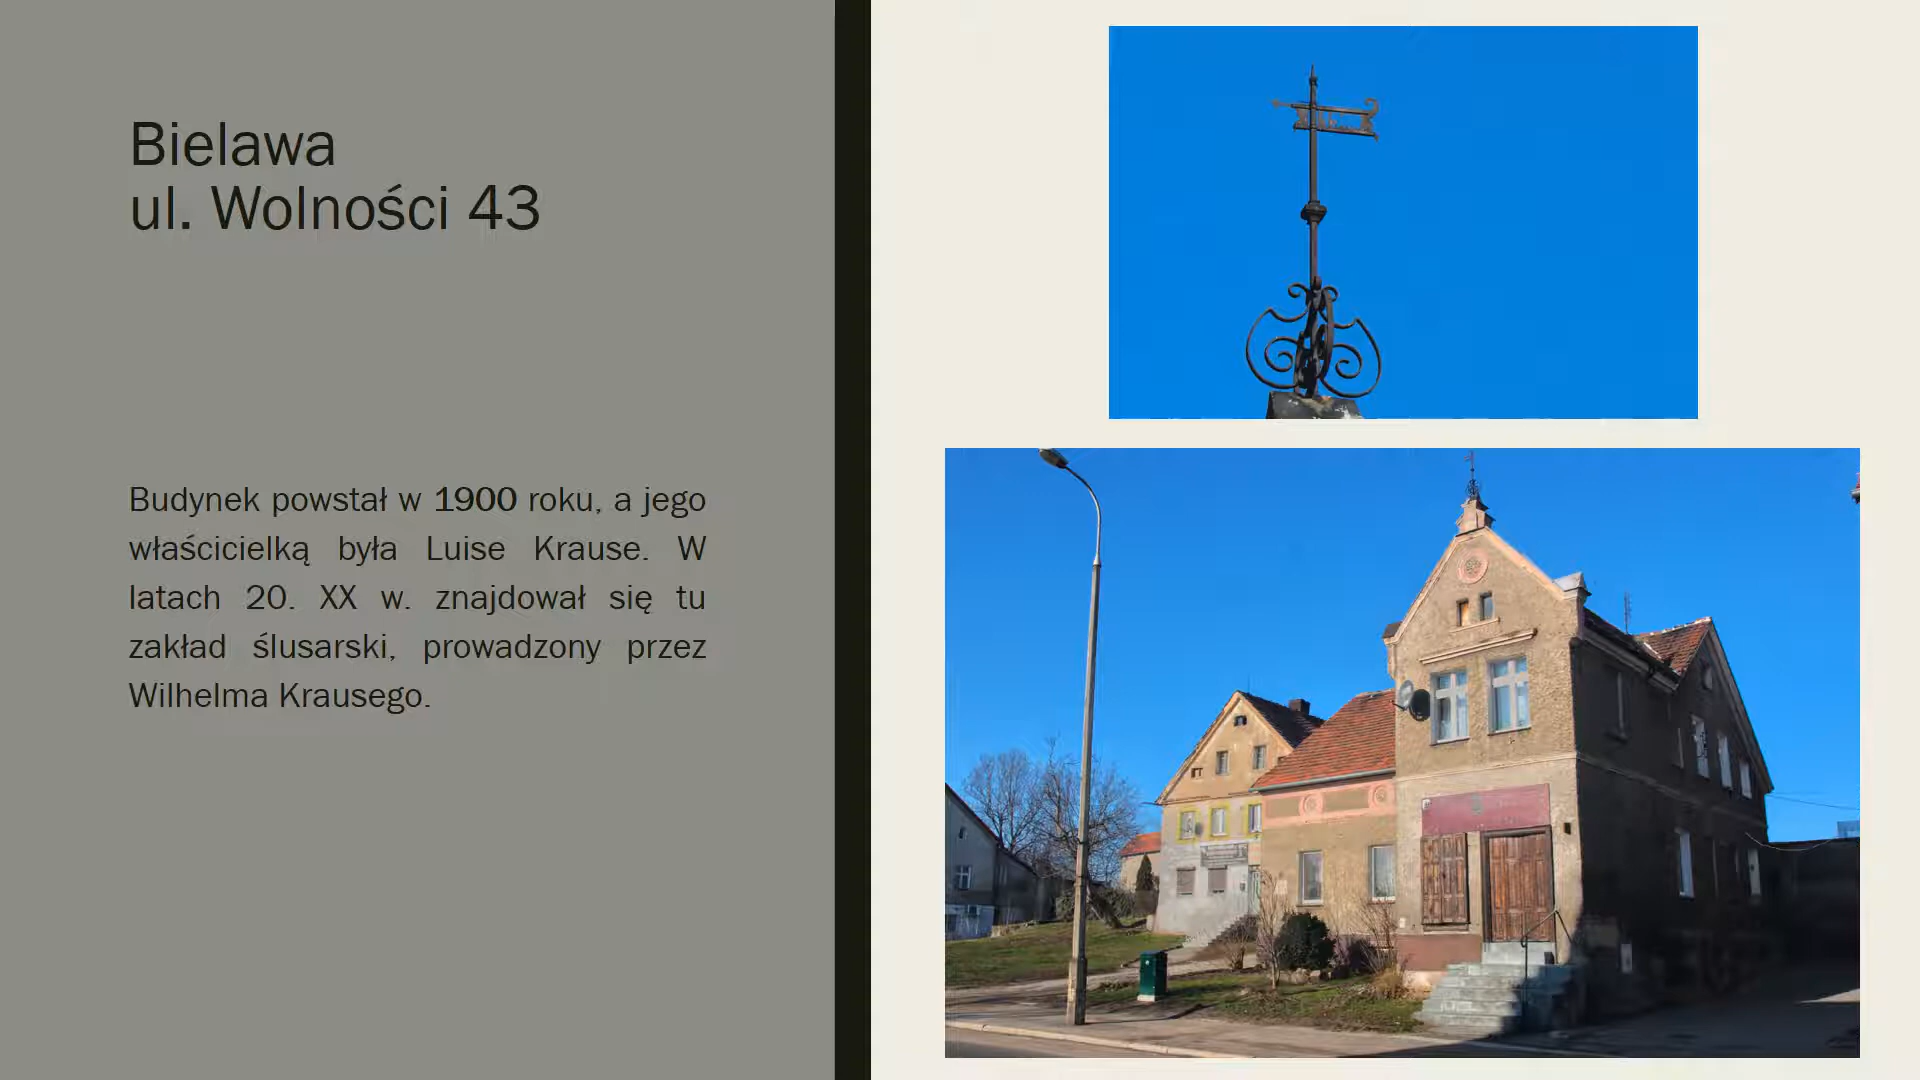 Bielawa
ul. Wolności 43
Budynek powstał w 1900 roku, a jego
właścicielką była Luise Krause. W
latach 20. XX w. znajdował się tu
zakład ślusarski, prowadzony przez
Wilhelma Krausego.